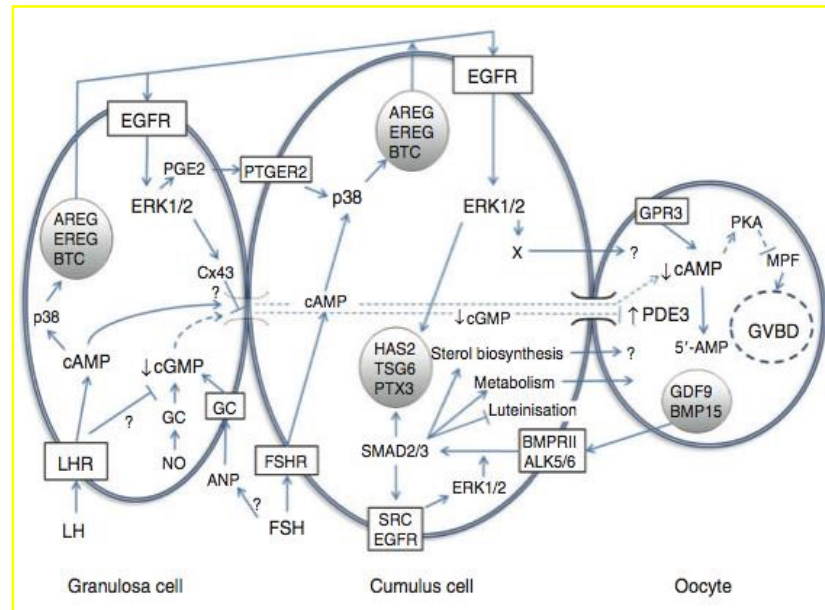 EGFR
PGE2
ERK1/2
AREG
EREG
BTC
Cx43
?
p38
cAMP
↓cGMP
?
GC
NO
GC
ANP
LHR
LH
?
FSH
FSHR
Granulosa cell
EGFR
AREG
EREG
BTC
PTGER2
p38
ERK1/2
X
cAMP
↓cGMP
HAS2
TSG6
PTX3
Sterol biosynthesis
Metabolism
Luteinisation
SMAD2/3
ERK1/2
SRC
EGFR
BMPRII
ALK5/6
Cumulus cell
GPR3
PKA
?
↓cAMP
MPF
↑PDE3
GVBD
?
5'-AMP
GDF9
BMP15
Oocyte